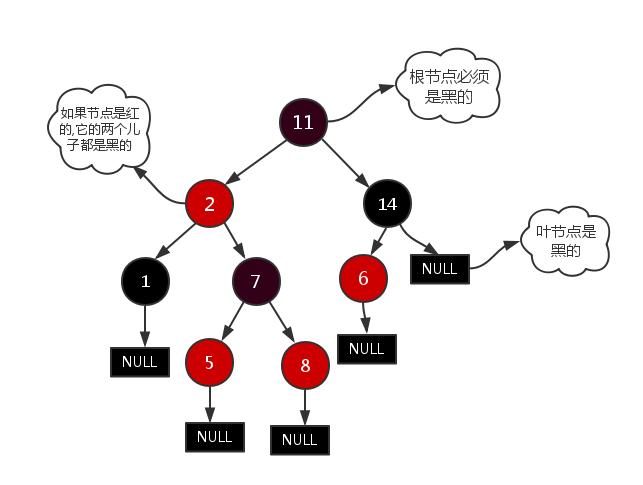 根节点必须
是黑的
如果节点是红
的,它的两个儿
子都是黑的
11
2
14
叶节点是
黑的
1
7
6
NULL
NULL
5
8
NULL
NULL
NULL